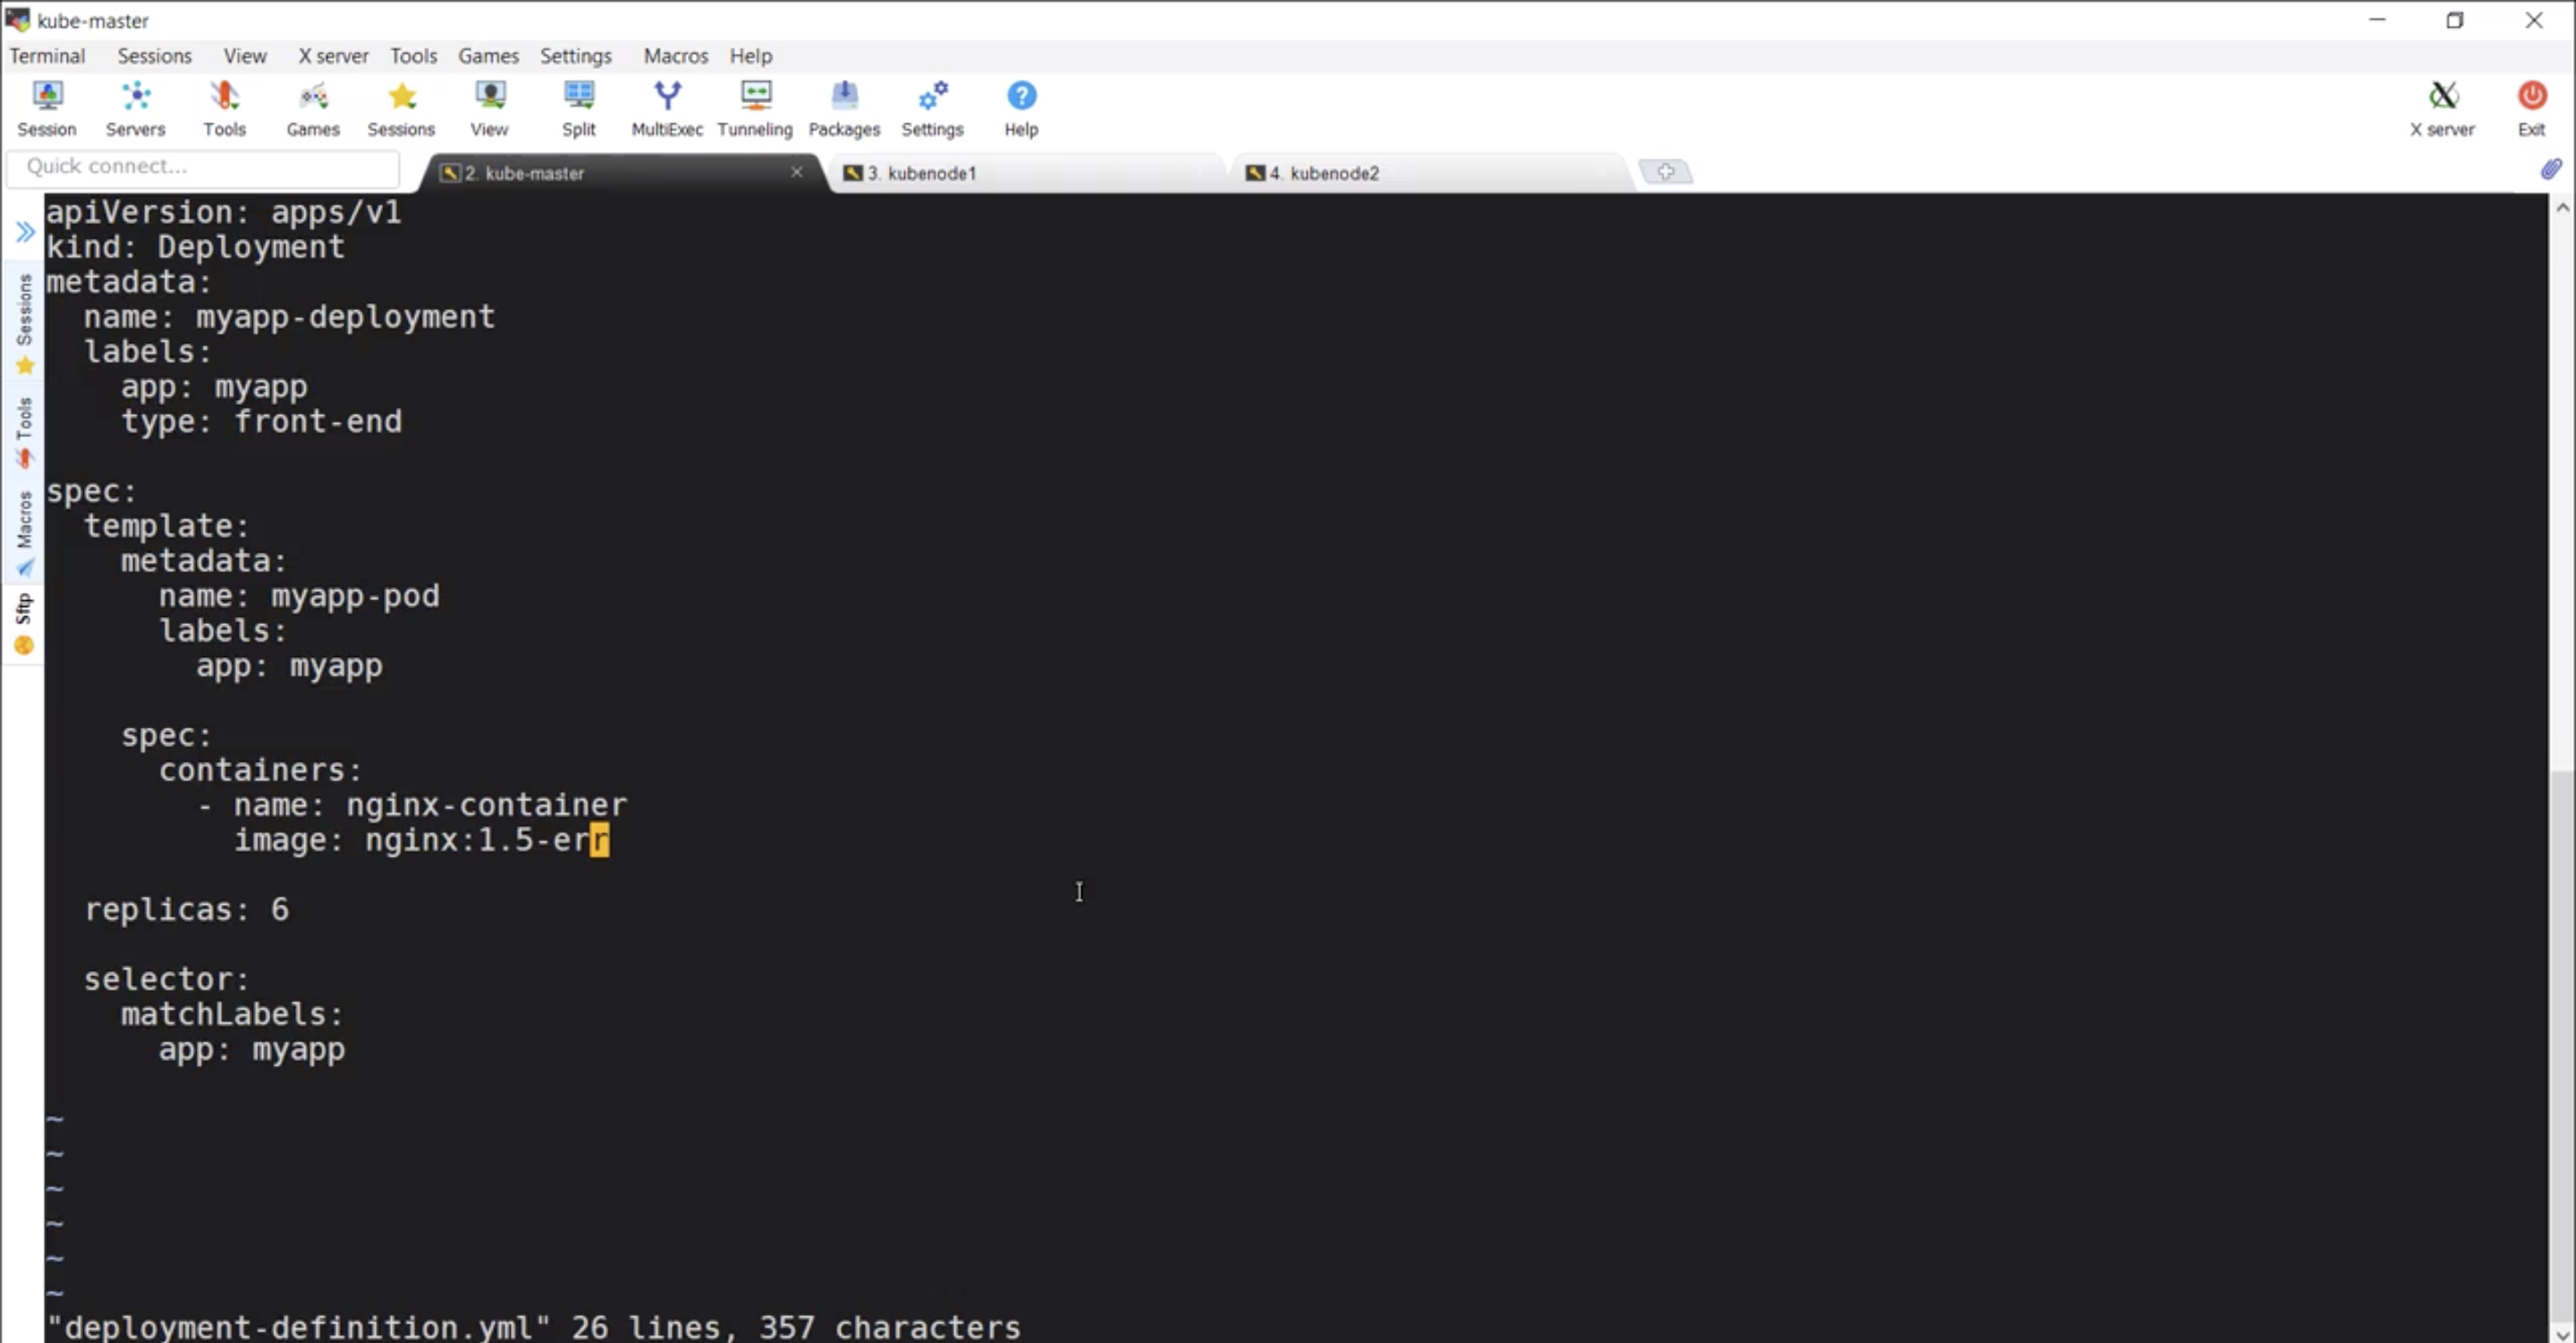 kube-master
Terminal Sessions View X server Tools Games Settings Macros Help
Session Servers Tools Games Sessions View Split MultiExec Tunneling Packages Settings Help X server Exit
Quick connect... 2. kube-master 3. kubenode1 4. kubenode2
Sessions
Tools
Macros
Sftp
apiVersion: apps/v1
kind: Deployment
metadata:
  name: myapp-deployment
  labels:
    app: myapp
    type: front-end

spec:
  template:
    metadata:
      name: myapp-pod
      labels:
        app: myapp

    spec:
      containers:
        - name: nginx-container
          image: nginx:1.5-err

  replicas: 6

  selector:
    matchLabels:
      app: myapp

~
~
~
~
~
~
"deployment-definition.yml" 26 lines, 357 characters